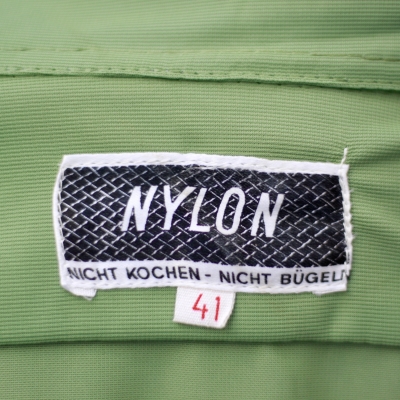 NYLON
NICHT KOCHEN - NICHT BÜGELN
41